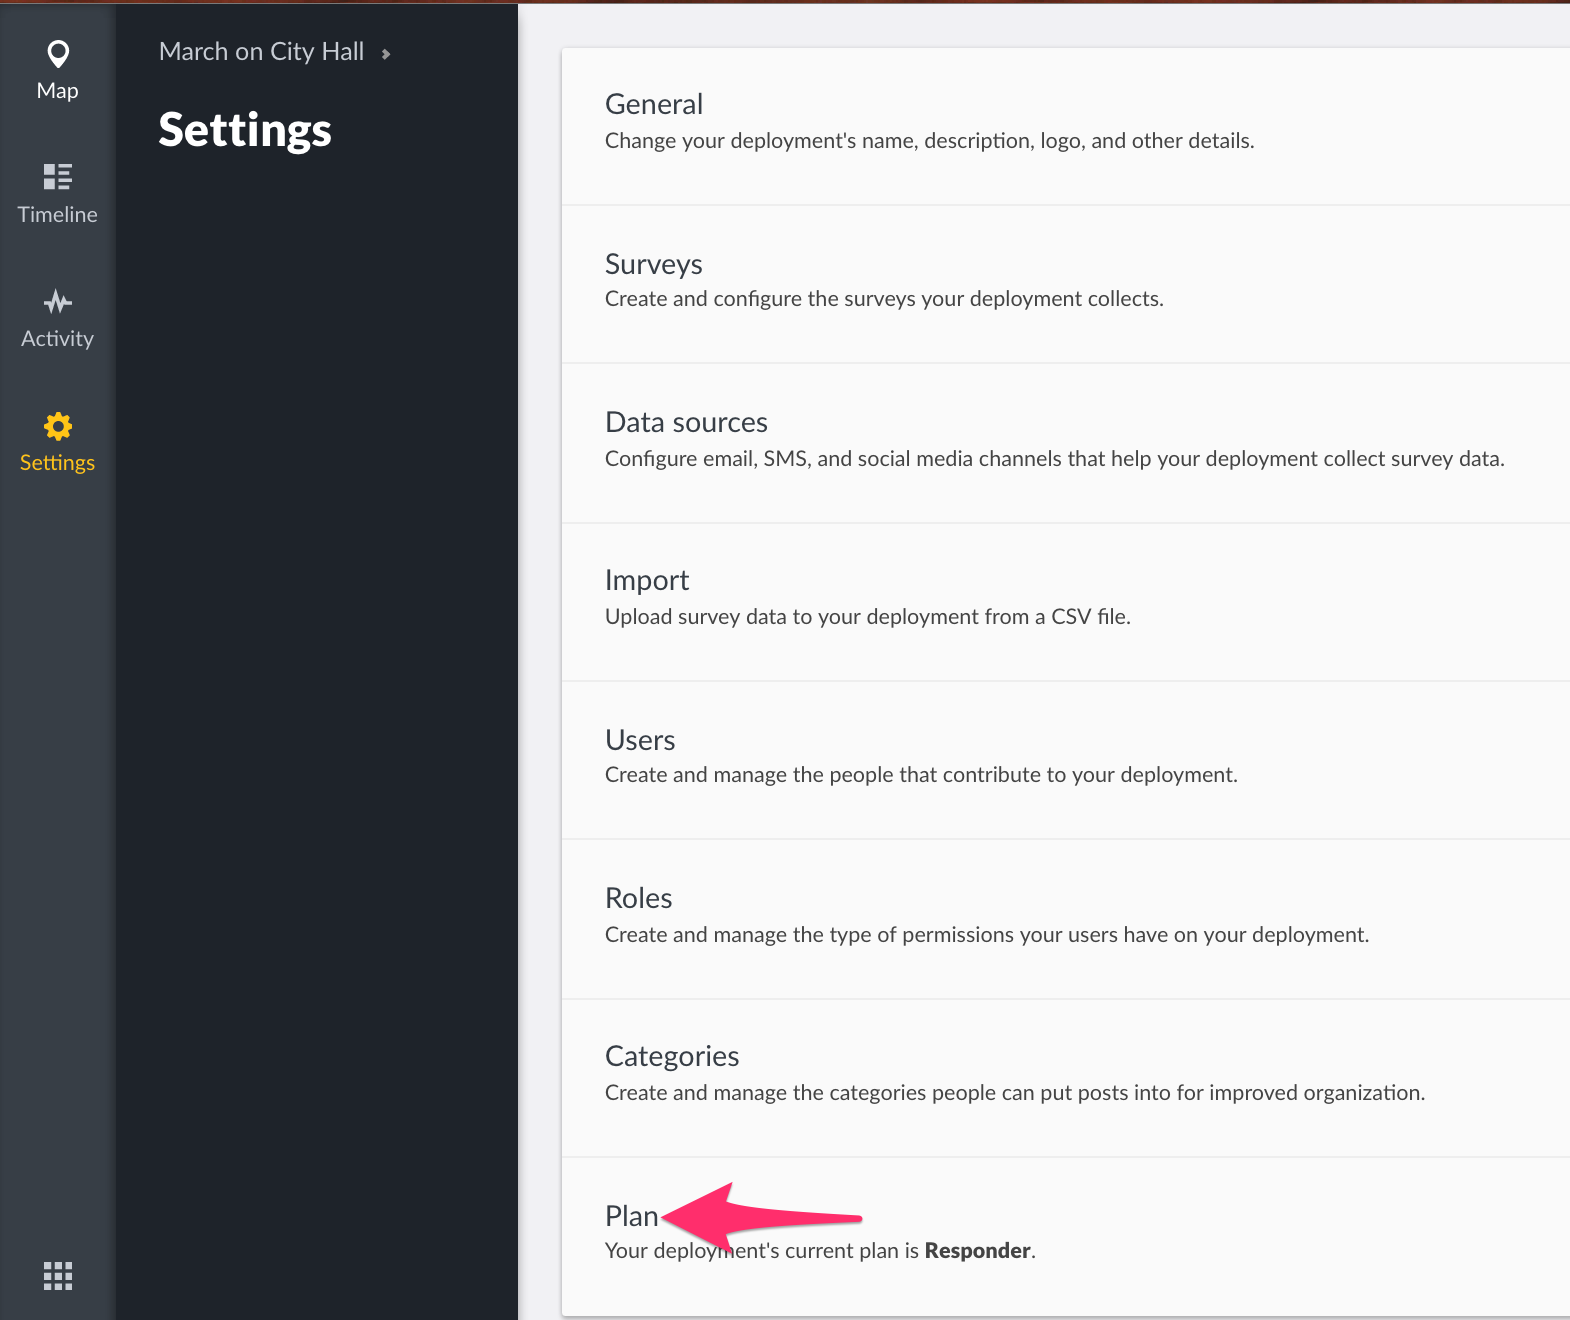 Map
Timeline
Activity
Settings
March on City Hall
Settings
General
Change your deployment's name, description, logo, and other details.
Surveys
Create and configure the surveys your deployment collects.
Data sources
Configure email, SMS, and social media channels that help your deployment collect survey data.
Import
Upload survey data to your deployment from a CSV file.
Users
Create and manage the people that contribute to your deployment.
Roles
Create and manage the type of permissions your users have on your deployment.
Categories
Create and manage the categories people can put posts into for improved organization.
Plan
Your deployment's current plan is Responder.